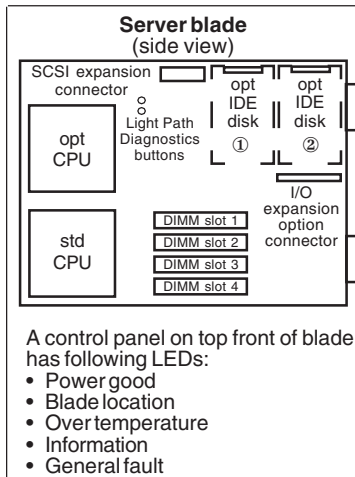 Server blade
(side view)
SCSI expansion
connector
opt
IDE
disk
①
opt
IDE
disk
②
Light Path
Diagnostics
buttons
opt
CPU
I/O
expansion
option
connector
std
CPU
DIMM slot 1
DIMM slot 2
DIMM slot 3
DIMM slot 4
A control panel on top front of blade
has following LEDs:
• Power good
• Blade location
• Over temperature
• Information
• General fault